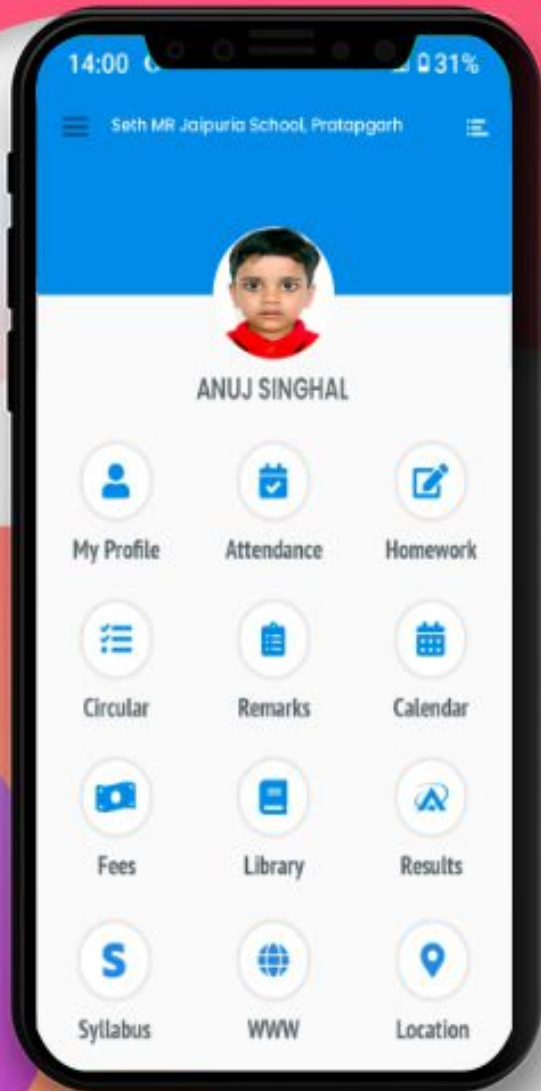 14:00 31%
Seth MR Jaipuria School, Pratapgarh
ANUJ SINGHAL
My Profile Attendance Homework
Circular Remarks Calendar
Fees Library Results
S
Syllabus WWW Location